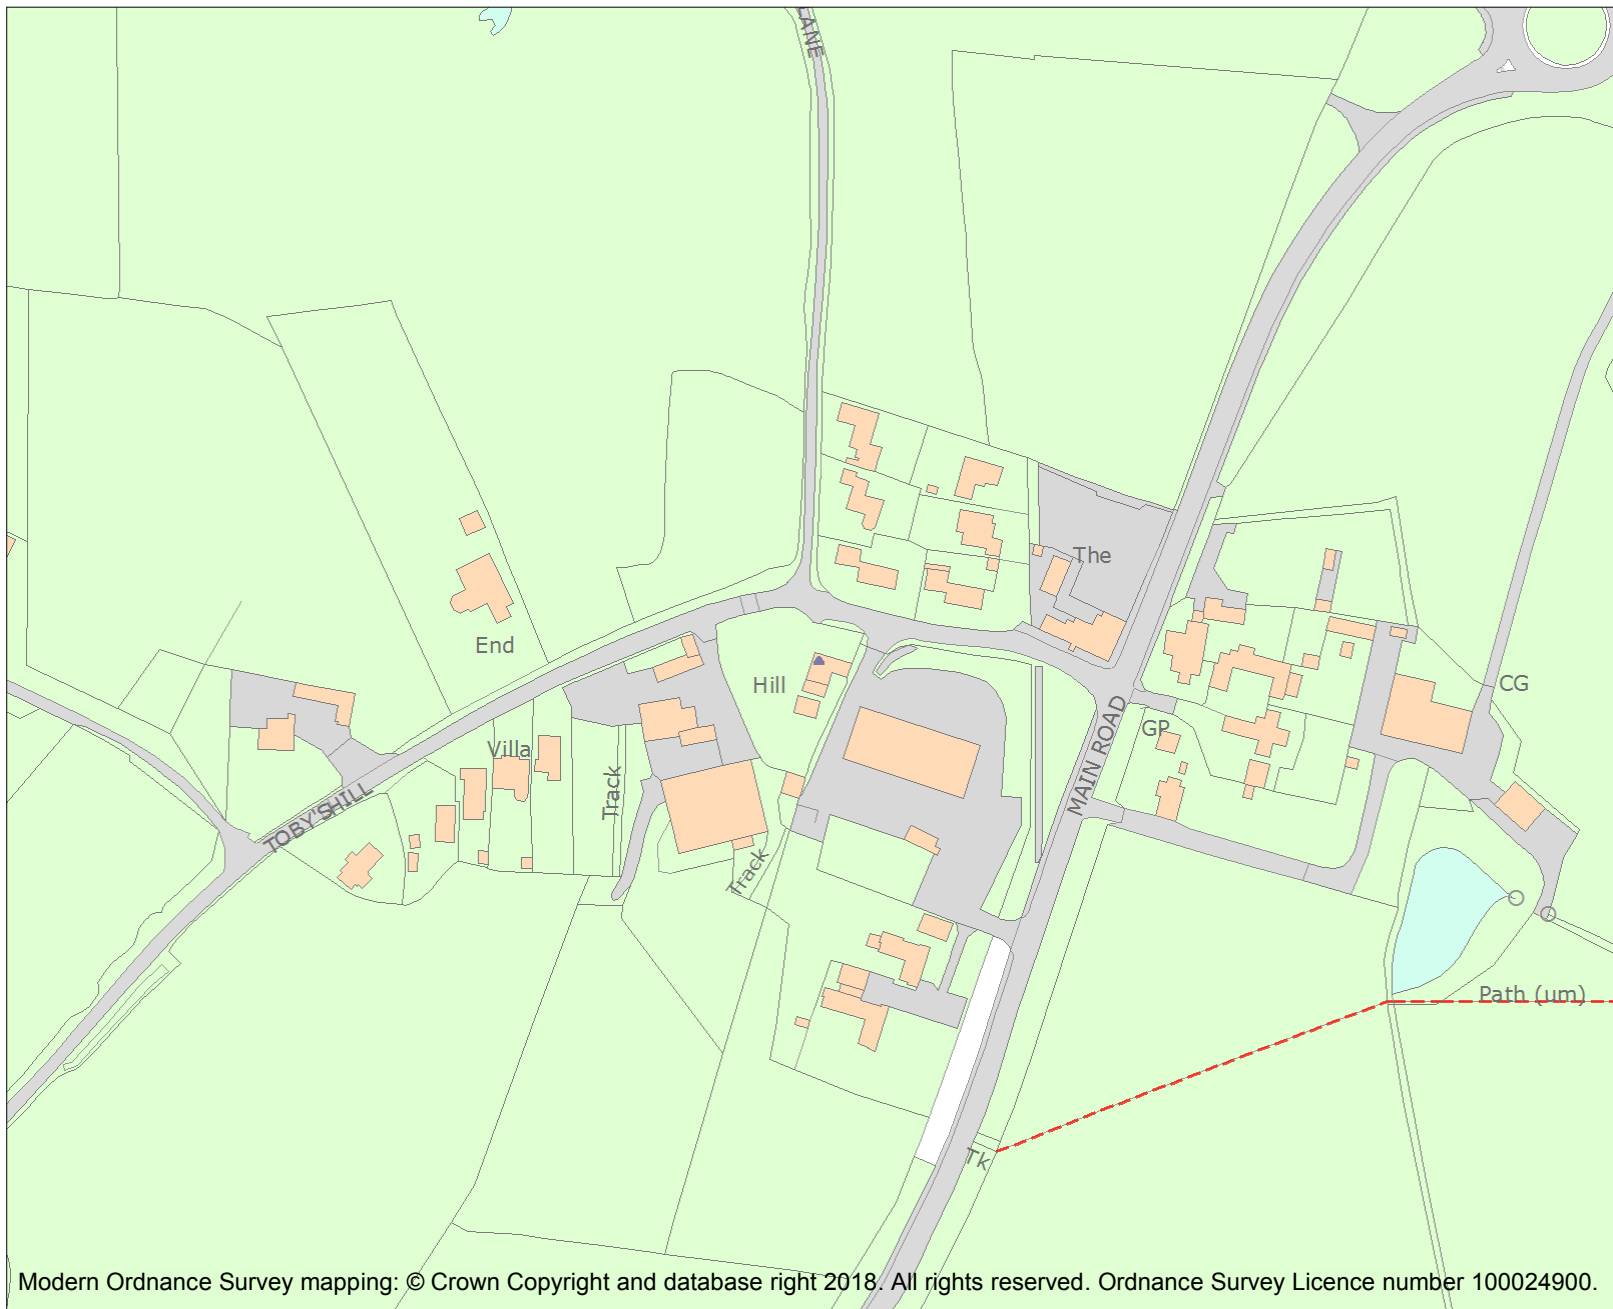 LANE
The
End
Hill
CG
MAIN ROAD
GP
Villa
Track
TOBY'S HILL
Track
Path (um)
Tk
Modern Ordnance Survey mapping: © Crown Copyright and database right 2018. All rights reserved. Ordnance Survey Licence number 100024900.